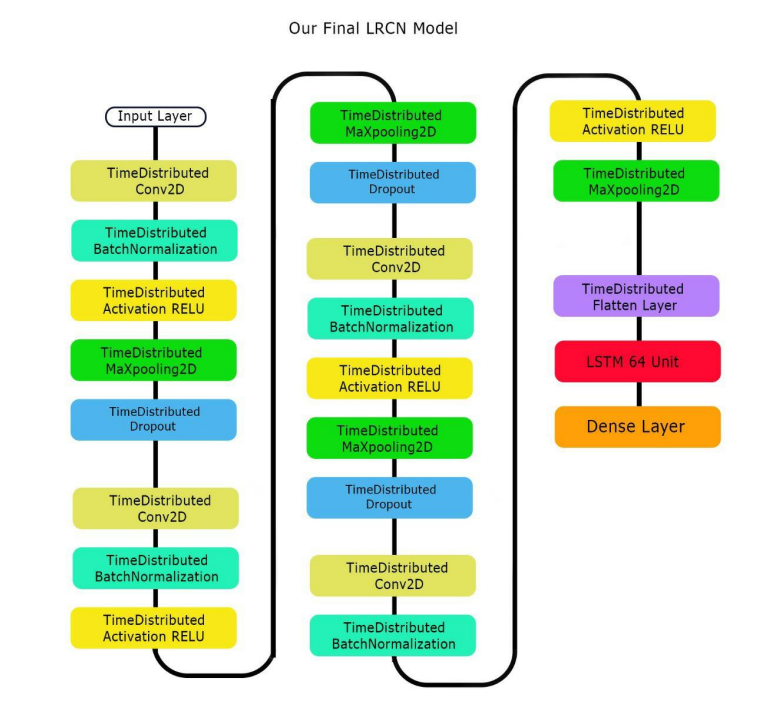 Our Final LRCN Model
Input Layer
TimeDistributed
Conv2D
TimeDistributed
BatchNormalization
TimeDistributed
Activation RELU
TimeDistributed
MaXpooling2D
TimeDistributed
Dropout
TimeDistributed
Conv2D
TimeDistributed
BatchNormalization
TimeDistributed
Activation RELU
TimeDistributed
MaXpooling2D
TimeDistributed
Dropout
TimeDistributed
Conv2D
TimeDistributed
BatchNormalization
TimeDistributed
Activation RELU
TimeDistributed
MaXpooling2D
TimeDistributed
Dropout
TimeDistributed
Conv2D
TimeDistributed
BatchNormalization
TimeDistributed
Activation RELU
TimeDistributed
MaXpooling2D
TimeDistributed
Flatten Layer
LSTM 64 Unit
Dense Layer